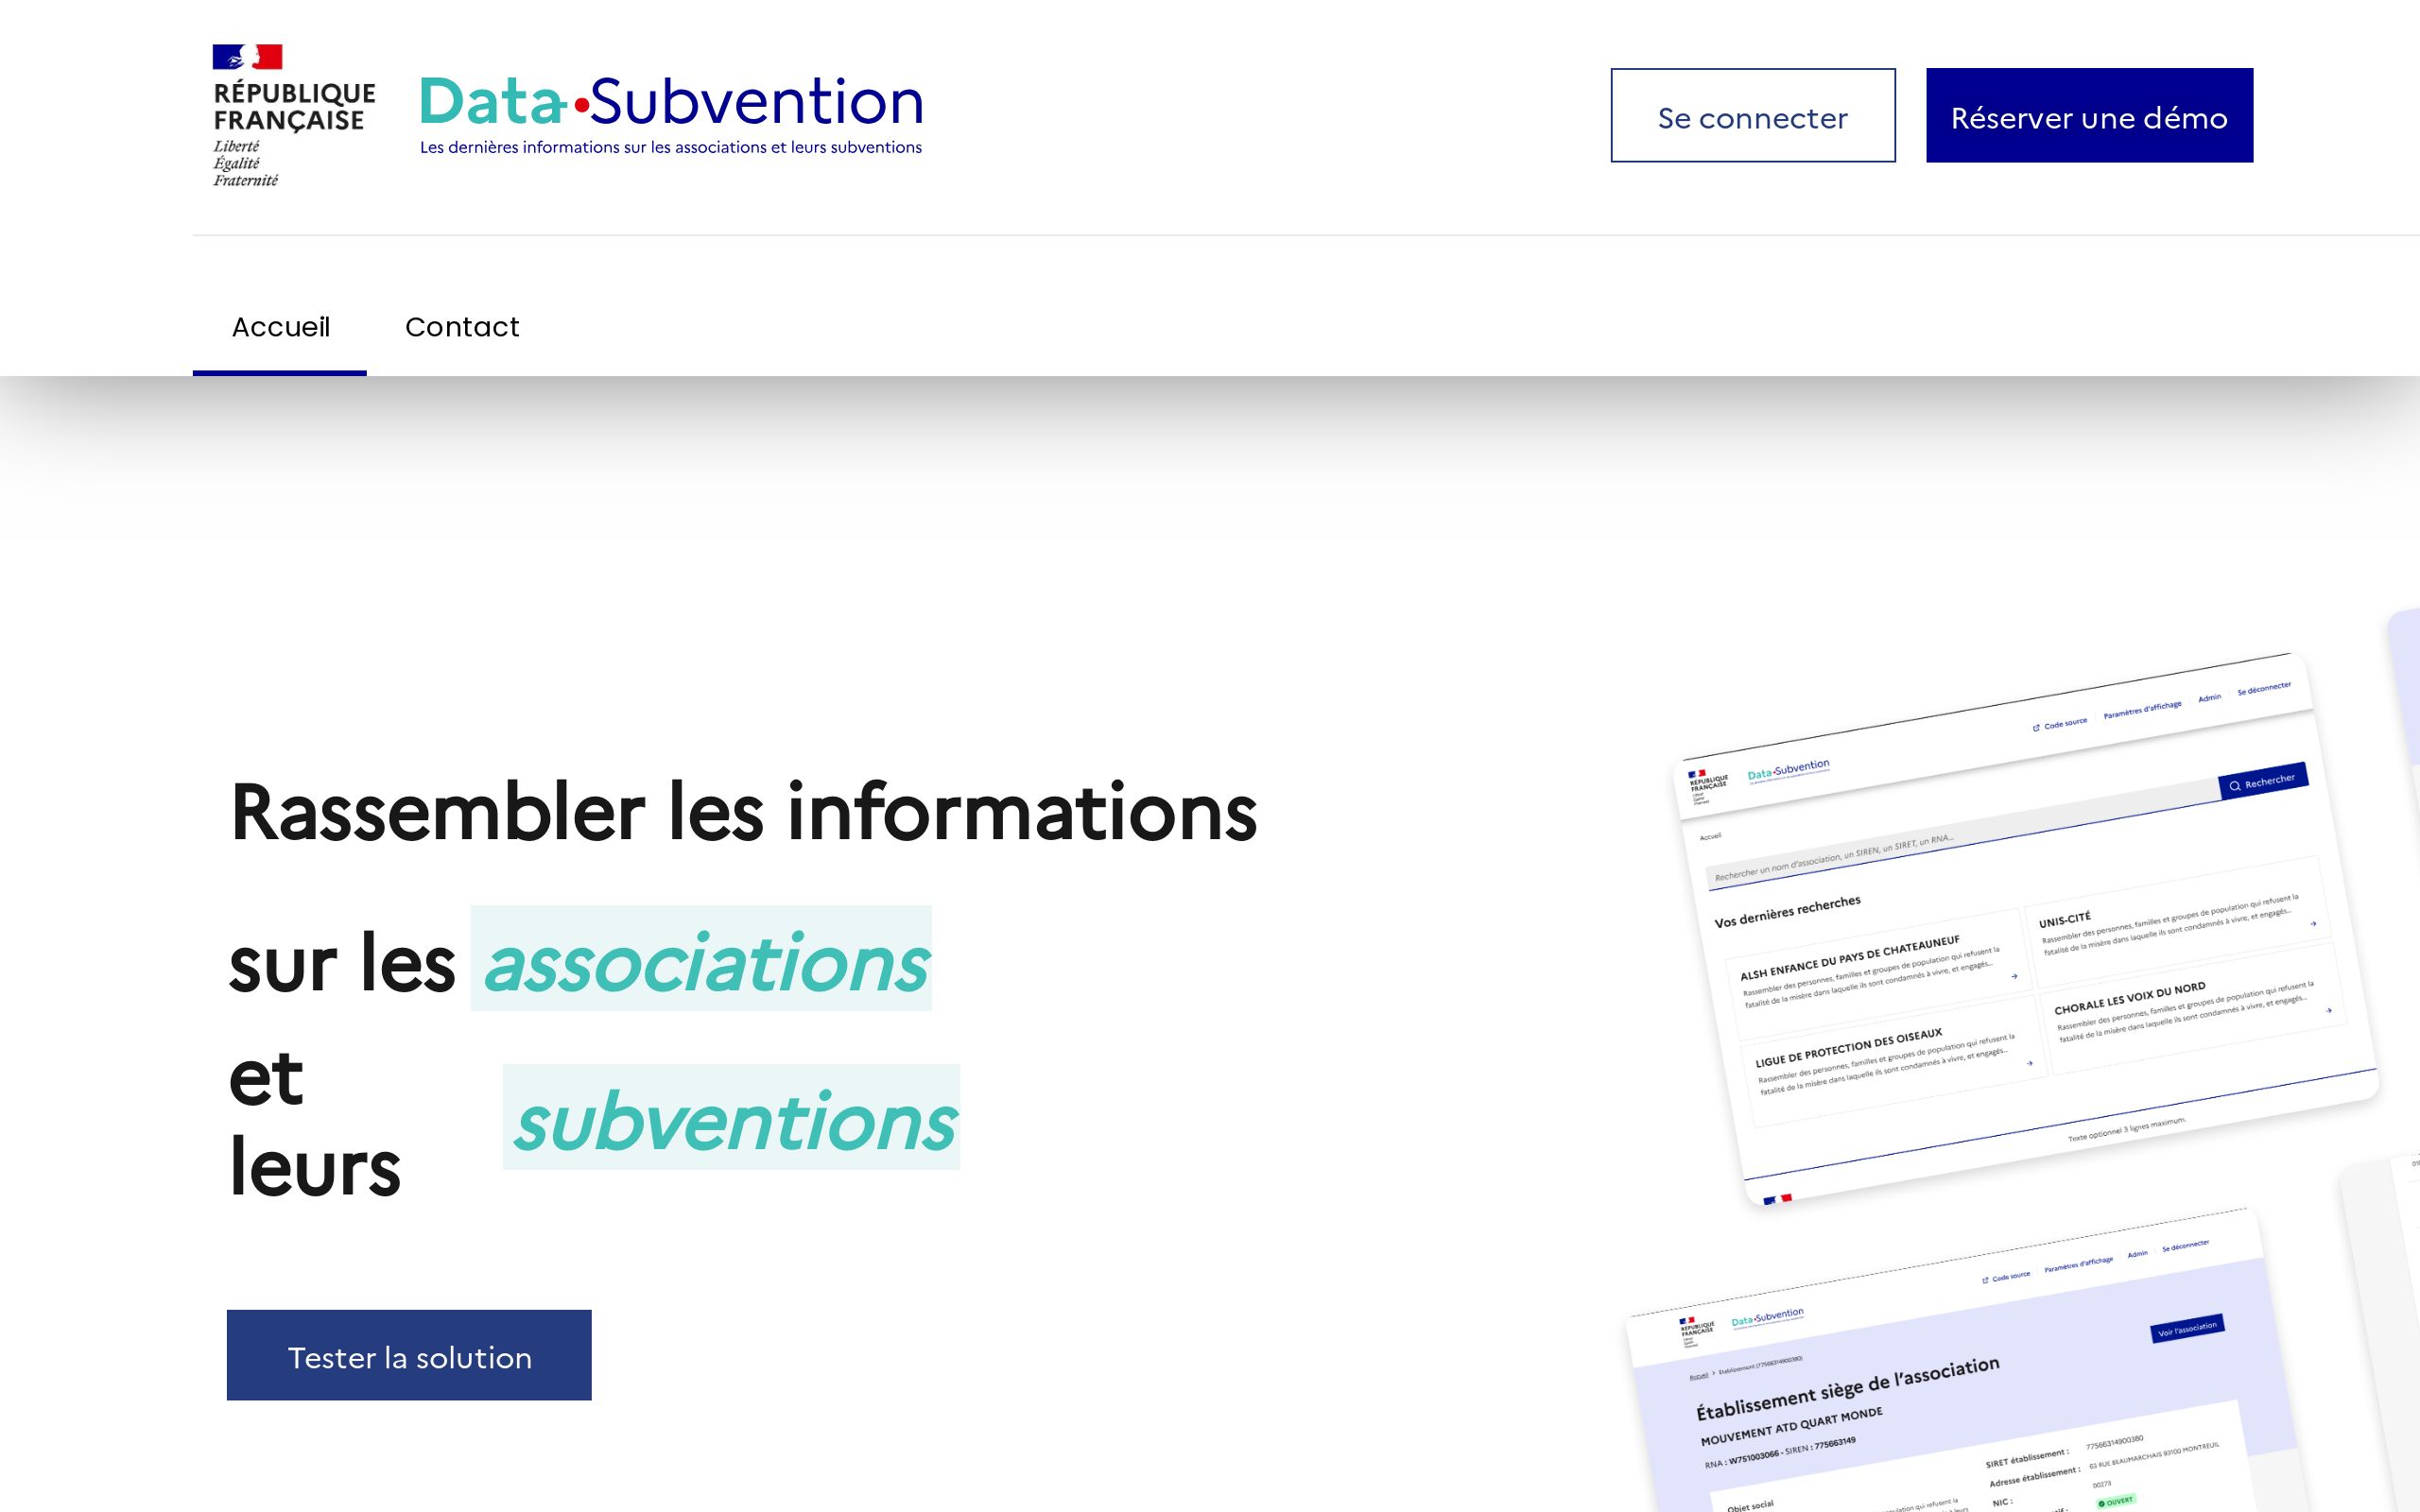 RÉPUBLIQUE
FRANÇAISE
Liberté
Égalité
Fraternité
Data·Subvention
Les dernières informations sur les associations et leurs subventions
Se connecter
Réserver une démo
Accueil
Contact
Rassembler les informations
sur les associations
et
leurs
subventions
Tester la solution
RÉPUBLIQUE
FRANÇAISE
Data·Subvention
Code source
Paramètres d'affichage
Admin
Se déconnecter
Accueil
Rechercher un nom d'association, un SIREN, un SIRET, un RNA...
Rechercher
Vos dernières recherches
ALSH ENFANCE DU PAYS DE CHATEAUNEUF
Rassembler des personnes, familles et groupes de population qui refusent la
fatalité de la misère dans laquelle ils sont condamnés à vivre, et engagés...
UNIS-CITÉ
Rassembler des personnes, familles et groupes de population qui refusent la
fatalité de la misère dans laquelle ils sont condamnés à vivre, et engagés...
LIGUE DE PROTECTION DES OISEAUX
Rassembler des personnes, familles et groupes de population qui refusent la
fatalité de la misère dans laquelle ils sont condamnés à vivre, et engagés...
CHORALE LES VOIX DU NORD
Rassembler des personnes, familles et groupes de population qui refusent la
fatalité de la misère dans laquelle ils sont condamnés à vivre, et engagés...
Texte optionnel 3 lignes maximum.
RÉPUBLIQUE
FRANÇAISE
Data·Subvention
Code source
Paramètres d'affichage
Admin
Se déconnecter
Accueil > Etablissement (77566314900380)
Voir l'association
Établissement siège de l'association
MOUVEMENT ATD QUART MONDE
RNA : W751003066 - SIREN : 775663149
Objet social
SIRET établissement : 77566314900380
Adresse établissement : 63 RUE BEAUMARCHAIS 93100 MONTREUIL
NIC : 00273
OUVERT